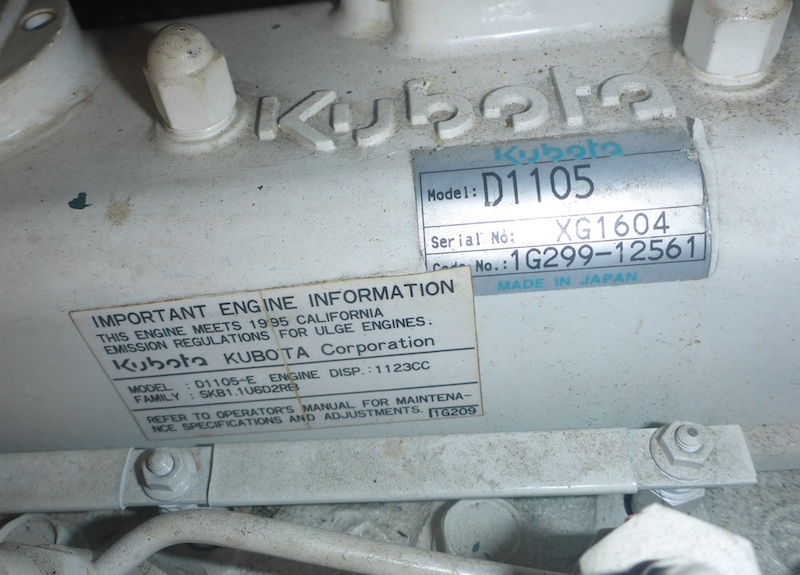 Kubota
Kubota
Model: D1105
Serial No: XG1604
Code No.: 1G299-12561
MADE IN JAPAN
IMPORTANT ENGINE INFORMATION
THIS ENGINE MEETS 1995 CALIFORNIA
EMISSION REGULATIONS FOR ULGE ENGINES.
Kubota KUBOTA Corporation
MODEL : D1105-E ENGINE DISP.:1123CC
FAMILY : SKB1.1U6D2RB
REFER TO OPERATOR'S MANUAL FOR MAINTENA-
NCE SPECIFICATIONS AND ADJUSTMENTS. 1G209